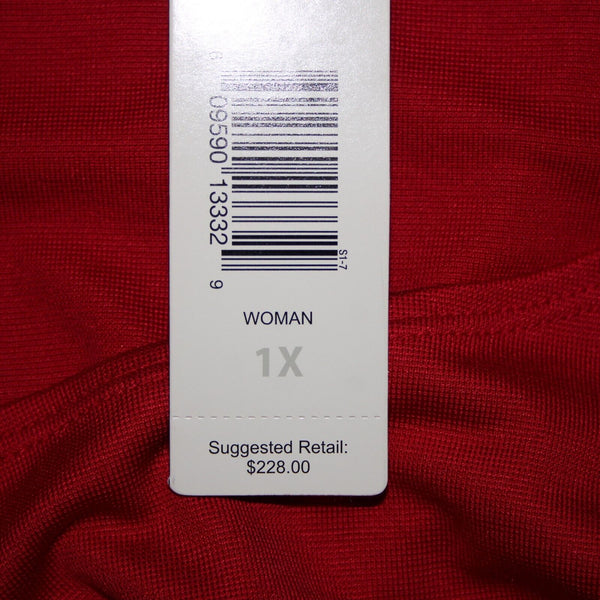 6 09590 13332 9
S1-7
WOMAN
1X
Suggested Retail:
$228.00